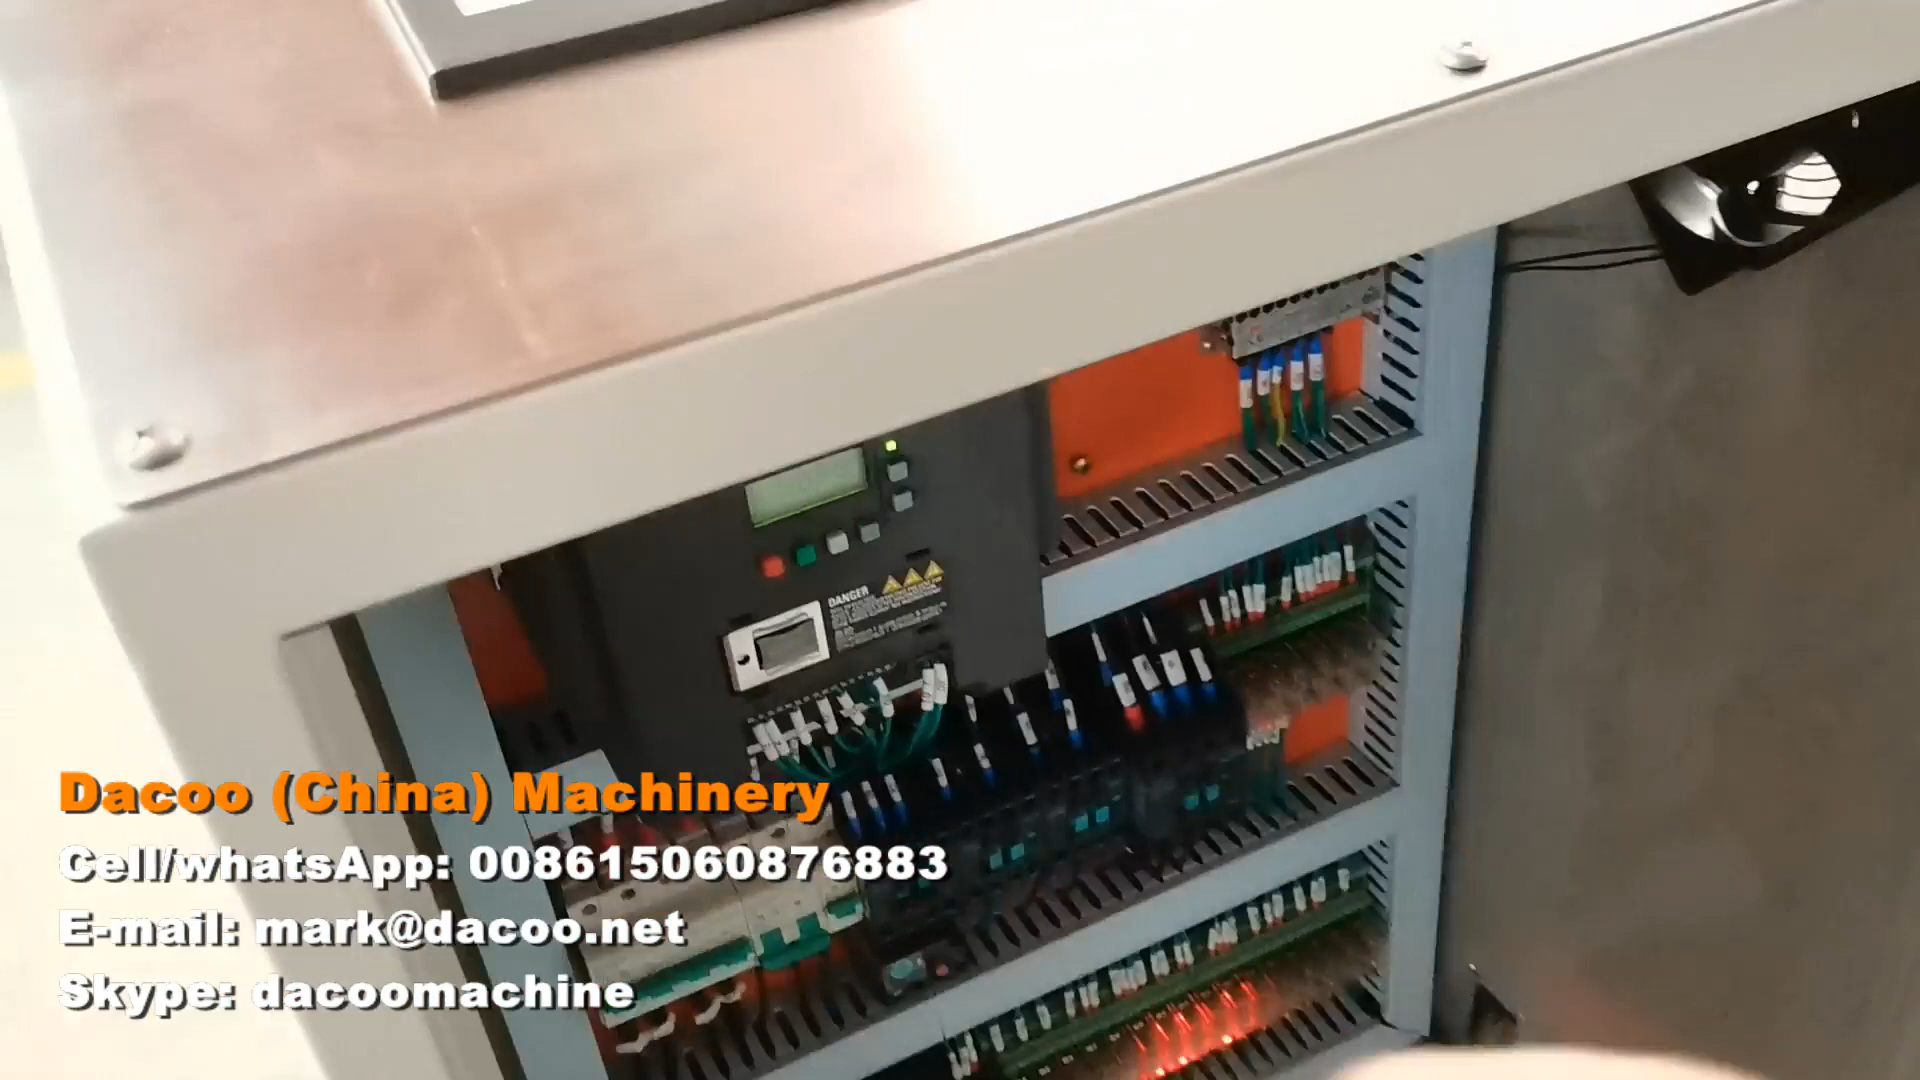 DANGER
Dacoo (China) Machinery
Cell/whatsApp: 008615060876883
E-mail: mark@dacoo.net
Skype: dacoomachine